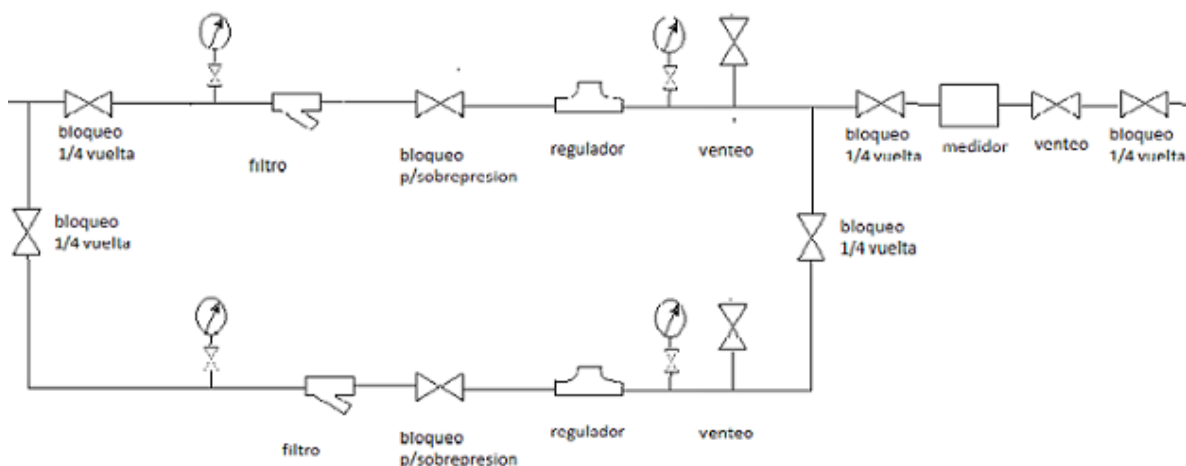 bloqueo
1/4 vuelta
filtro
bloqueo
p/sobrepresion
regulador
venteo
bloqueo
1/4 vuelta
medidor
venteo
bloqueo
1/4 vuelta
bloqueo
1/4 vuelta
bloqueo
1/4 vuelta
filtro
bloqueo
p/sobrepresion
regulador
venteo